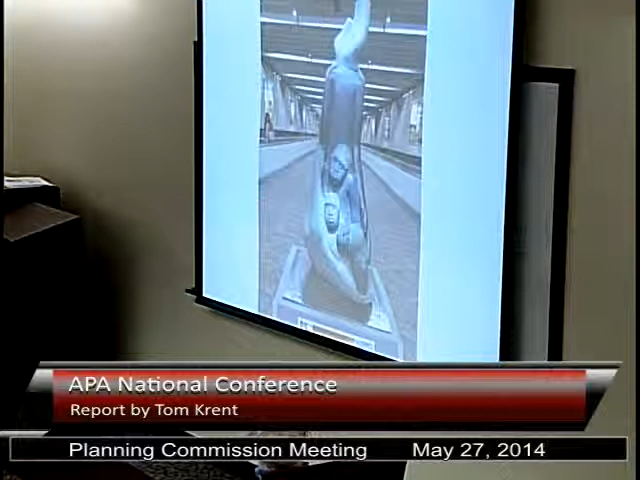 APA National Conference
Report by Tom Krent
Planning Commission Meeting May 27, 2014